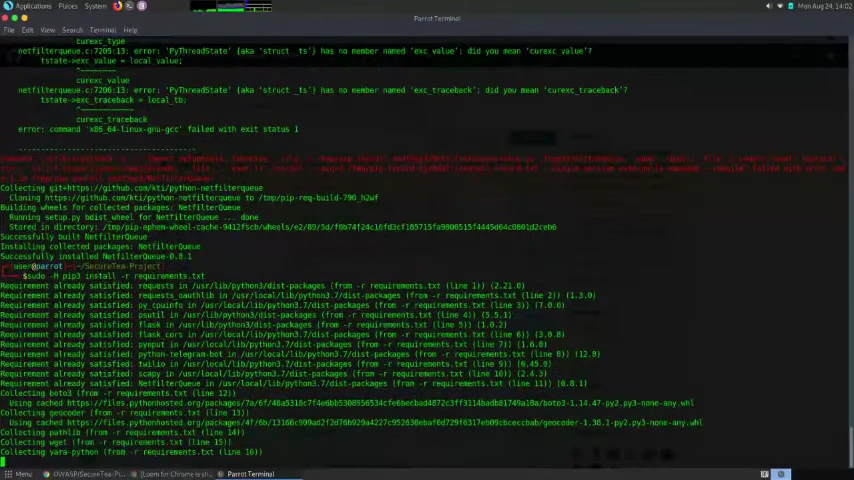 Applications Places System
Mon Aug 24, 14:02
Parrot Terminal
File Edit View Search Terminal Help
curexc_type
netfilterqueue.c:7205:13: error: ‘PyThreadState’ {aka ‘struct _ts’} has no member named ‘exc_value’; did you mean ‘curexc_value’?
tstate->exc_value = local_value;
^~~~~~~~~
curexc_value
netfilterqueue.c:7206:13: error: ‘PyThreadState’ {aka ‘struct _ts’} has no member named ‘exc_traceback’; did you mean ‘curexc_traceback’?
tstate->exc_traceback = local_tb;
^~~~~~~~~~~~~
curexc_traceback
error: command 'x86_64-linux-gnu-gcc' failed with exit status 1
----------------------------------------
Collecting git+https://github.com/kti/python-netfilterqueue
Cloning https://github.com/kti/python-netfilterqueue to /tmp/pip-req-build-790_h2wf
Building wheels for collected packages: NetfilterQueue
Running setup.py bdist_wheel for NetfilterQueue ... done
Stored in directory:
Successfully built NetfilterQueue
Installing collected packages: NetfilterQueue
Successfully installed NetfilterQueue-0.8.1
┌─[user@parrot]─[~/SecureTea-Project]
└──╼ $sudo -H pip3 install -r requirements.txt
Requirement already satisfied: requests in /usr/lib/python3/dist-packages (from -r requirements.txt (line 1)) (2.21.0)
Requirement already satisfied: requests_oauthlib in /usr/local/lib/python3.7/dist-packages (from -r requirements.txt (line 2)) (1.3.0)
Requirement already satisfied: py_cpuinfo in /usr/local/lib/python3.7/dist-packages (from -r requirements.txt (line 3)) (7.0.0)
Requirement already satisfied: psutil in /usr/lib/python3/dist-packages (from -r requirements.txt (line 4)) (5.5.1)
Requirement already satisfied: flask in /usr/lib/python3/dist-packages (from -r requirements.txt (line 5)) (1.0.2)
Requirement already satisfied: flask_cors in /usr/local/lib/python3.7/dist-packages (from -r requirements.txt (line 6)) (3.0.8)
Requirement already satisfied: pynput in /usr/local/lib/python3.7/dist-packages (from -r requirements.txt (line 7)) (1.6.8)
Requirement already satisfied: python-telegram-bot in /usr/local/lib/python3.7/dist-packages (from -r requirements.txt (line 8)) (12.8)
Requirement already satisfied: twilio in /usr/local/lib/python3.7/dist-packages (from -r requirements.txt (line 9)) (6.45.0)
Requirement already satisfied: scapy in /usr/local/lib/python3.7/dist-packages (from -r requirements.txt (line 10)) (2.4.3)
Requirement already satisfied: NetfilterQueue in /usr/local/lib/python3.7/dist-packages (from -r requirements.txt (line 11)) (0.8.1)
Collecting boto3 (from -r requirements.txt (line 12))
Using cached
Collecting geocoder (from -r requirements.txt (line 13))
Using cached
Collecting pathlib (from -r requirements.txt (line 14))
Collecting wget (from -r requirements.txt (line 15))
Collecting yara-python (from -r requirements.txt (line 16))
Menu OWASP/SecureTea-Pro... (Loom for Chrome is sh... Parrot Terminal